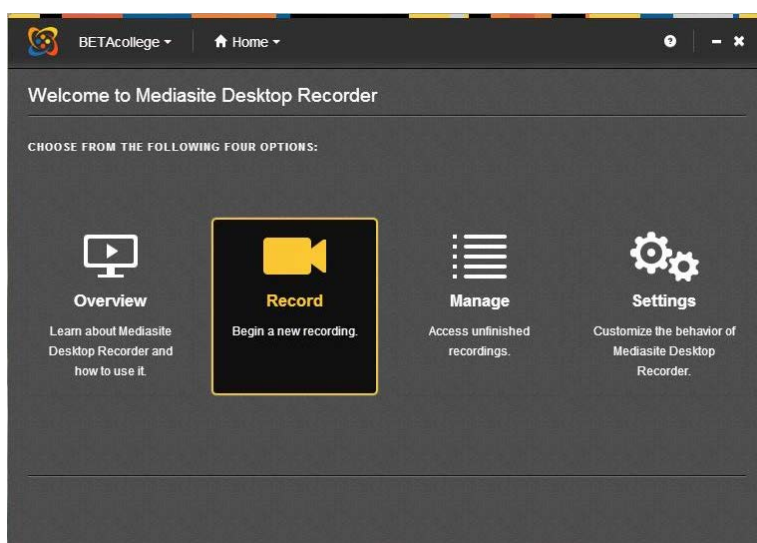 BETAcollege Home
Welcome to Mediasite Desktop Recorder
CHOOSE FROM THE FOLLOWING FOUR OPTIONS:
Overview
Learn about Mediasite
Desktop Recorder and
how to use it.
Record
Begin a new recording.
Manage
Access unfinished
recordings.
Settings
Customize the behavior of
Mediasite Desktop
Recorder.